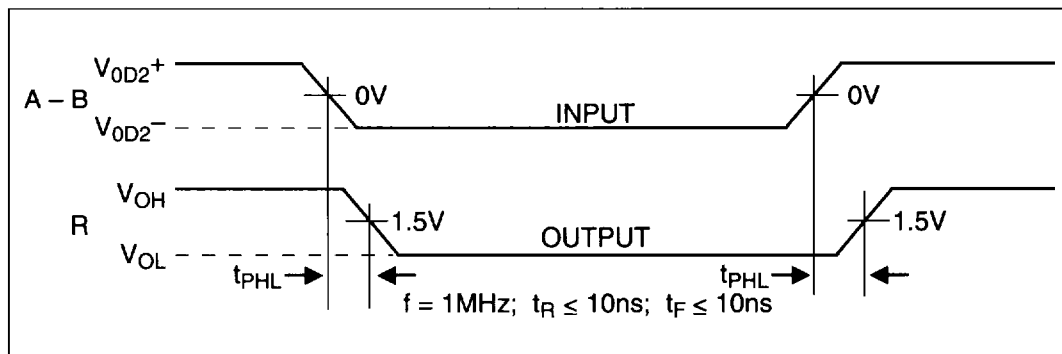 V0D2+
A – B
0V
0V
INPUT
V0D2–
VOH
R
1.5V
1.5V
OUTPUT
VOL
tPHL
tPHL
f = 1MHz; tR ≤ 10ns; tF ≤ 10ns